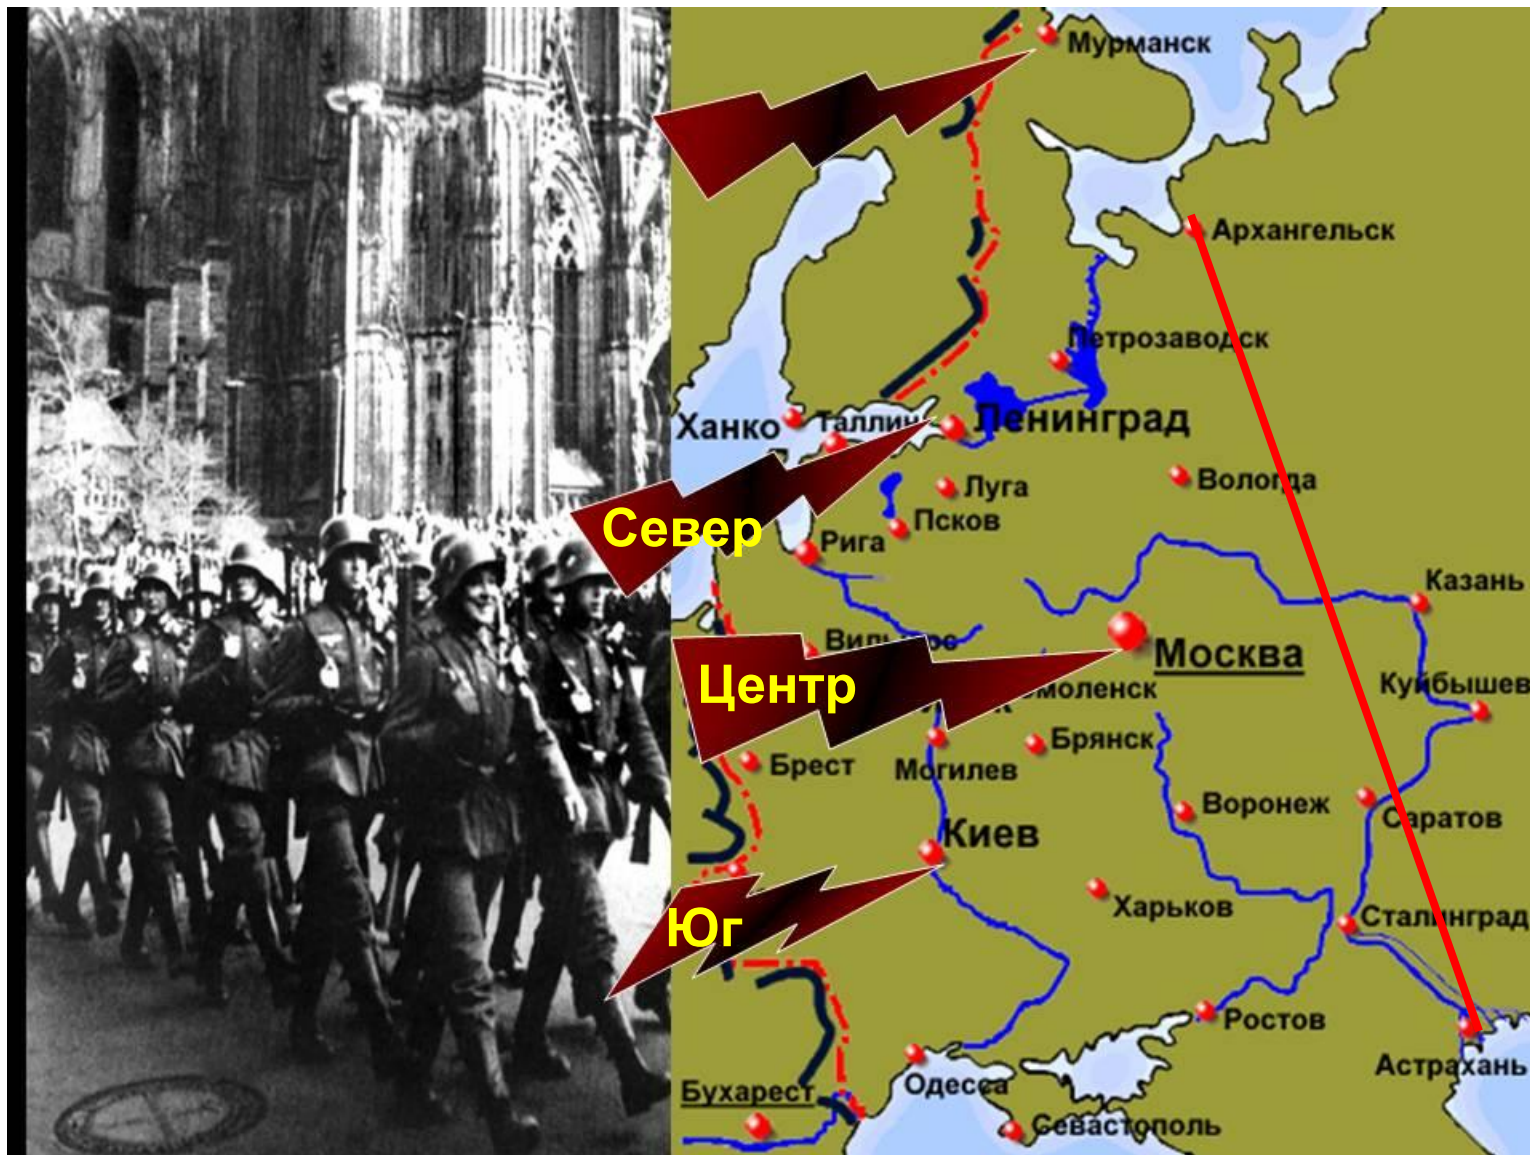 Мурманск
Архангельск
Петрозаводск
Ханко
Таллин
Ленинград
Вологда
Луга
Псков
Север
Рига
Казань
Москва
Куйбышев
Центр
Брест
Могилев
Брянск
Воронеж
Саратов
Киев
Харьков
Юг
Сталинград
Ростов
Астрахань
Одесса
Бухарест
Севастополь